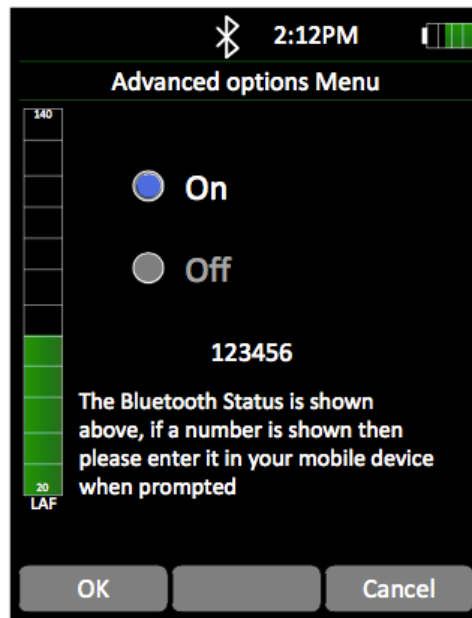 2:12PM
Advanced options Menu
140
On
Off
123456
The Bluetooth Status is shown
above, if a number is shown then
please enter it in your mobile device
when prompted
20
LAF
OK
Cancel